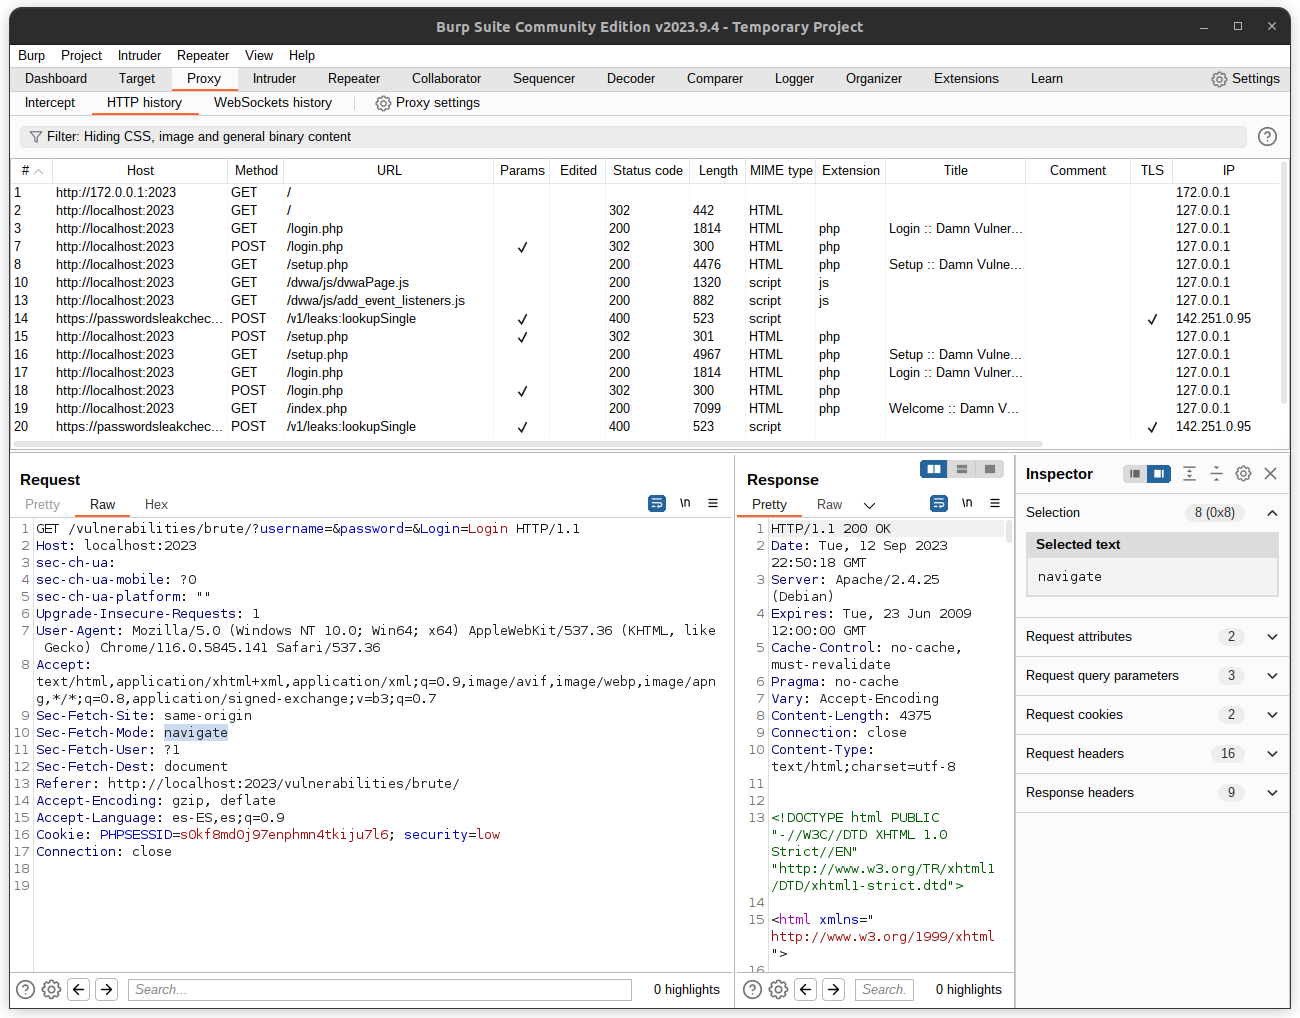 Burp Suite Community Edition v2023.9.4 - Temporary Project
Burp Project Intruder Repeater View Help
Dashboard Target Proxy Intruder Repeater Collaborator Sequencer Decoder Comparer Logger Organizer Extensions Learn Settings
Intercept HTTP history WebSockets history Proxy settings
Filter: Hiding CSS, image and general binary content
# Host Method URL Params Edited Status code Length MIME type Extension Title Comment TLS IP
1 http://172.0.0.1:2023 GET / 172.0.0.1
2 http://localhost:2023 GET / 302 442 HTML 127.0.0.1
3 http://localhost:2023 GET /login.php 200 1814 HTML php Login :: Damn Vulner... 127.0.0.1
7 http://localhost:2023 POST /login.php ✓ 302 300 HTML php 127.0.0.1
8 http://localhost:2023 GET /setup.php 200 4476 HTML php Setup :: Damn Vulne... 127.0.0.1
10 http://localhost:2023 GET /dvwa/js/dvwaPage.js 200 1320 script js 127.0.0.1
13 http://localhost:2023 GET /dvwa/js/add_event_listeners.js 200 882 script js 127.0.0.1
14 https://passwordsleakchec... POST /v1/leaks:lookupSingle ✓ 400 523 script ✓ 142.251.0.95
15 http://localhost:2023 POST /setup.php ✓ 302 301 HTML php 127.0.0.1
16 http://localhost:2023 GET /setup.php 200 4967 HTML php Setup :: Damn Vulne... 127.0.0.1
17 http://localhost:2023 GET /login.php 200 1814 HTML php Login :: Damn Vulner... 127.0.0.1
18 http://localhost:2023 POST /login.php ✓ 302 300 HTML php 127.0.0.1
19 http://localhost:2023 GET /index.php 200 7099 HTML php Welcome :: Damn V... 127.0.0.1
20 https://passwordsleakchec... POST /v1/leaks:lookupSingle ✓ 400 523 script ✓ 142.251.0.95
Request
Pretty Raw Hex \n
1 GET /vulnerabilities/brute/?username=&password=&Login=Login HTTP/1.1
2 Host: localhost:2023
3 sec-ch-ua:
4 sec-ch-ua-mobile: ?0
5 sec-ch-ua-platform: ""
6 Upgrade-Insecure-Requests: 1
7 User-Agent: Mozilla/5.0 (Windows NT 10.0; Win64; x64) AppleWebKit/537.36 (KHTML, like
Gecko) Chrome/116.0.5845.141 Safari/537.36
8 Accept:
text/html,application/xhtml+xml,application/xml;q=0.9,image/avif,image/webp,image/apn
g,*/*;q=0.8,application/signed-exchange;v=b3;q=0.7
9 Sec-Fetch-Site: same-origin
10 Sec-Fetch-Mode: navigate
11 Sec-Fetch-User: ?1
12 Sec-Fetch-Dest: document
13 Referer: http://localhost:2023/vulnerabilities/brute/
14 Accept-Encoding: gzip, deflate
15 Accept-Language: es-ES,es;q=0.9
16 Cookie: PHPSESSID=s0kf8md0j97enphmn4tkiju7l6; security=low
17 Connection: close
18
19
Search... 0 highlights
Response
Pretty Raw \n
1 HTTP/1.1 200 OK
2 Date: Tue, 12 Sep 2023
22:50:18 GMT
3 Server: Apache/2.4.25
(Debian)
4 Expires: Tue, 23 Jun 2009
12:00:00 GMT
5 Cache-Control: no-cache,
must-revalidate
6 Pragma: no-cache
7 Vary: Accept-Encoding
8 Content-Length: 4375
9 Connection: close
10 Content-Type:
text/html;charset=utf-8
11
12
13 <!DOCTYPE html PUBLIC
"-//W3C//DTD XHTML 1.0
Strict//EN"
"http://www.w3.org/TR/xhtml1
/DTD/xhtml1-strict.dtd">
14
15 <html xmlns="
http://www.w3.org/1999/xhtml
">
16
Search. 0 highlights
Inspector
Selection 8 (0x8)
Selected text
navigate
Request attributes 2
Request query parameters 3
Request cookies 2
Request headers 16
Response headers 9